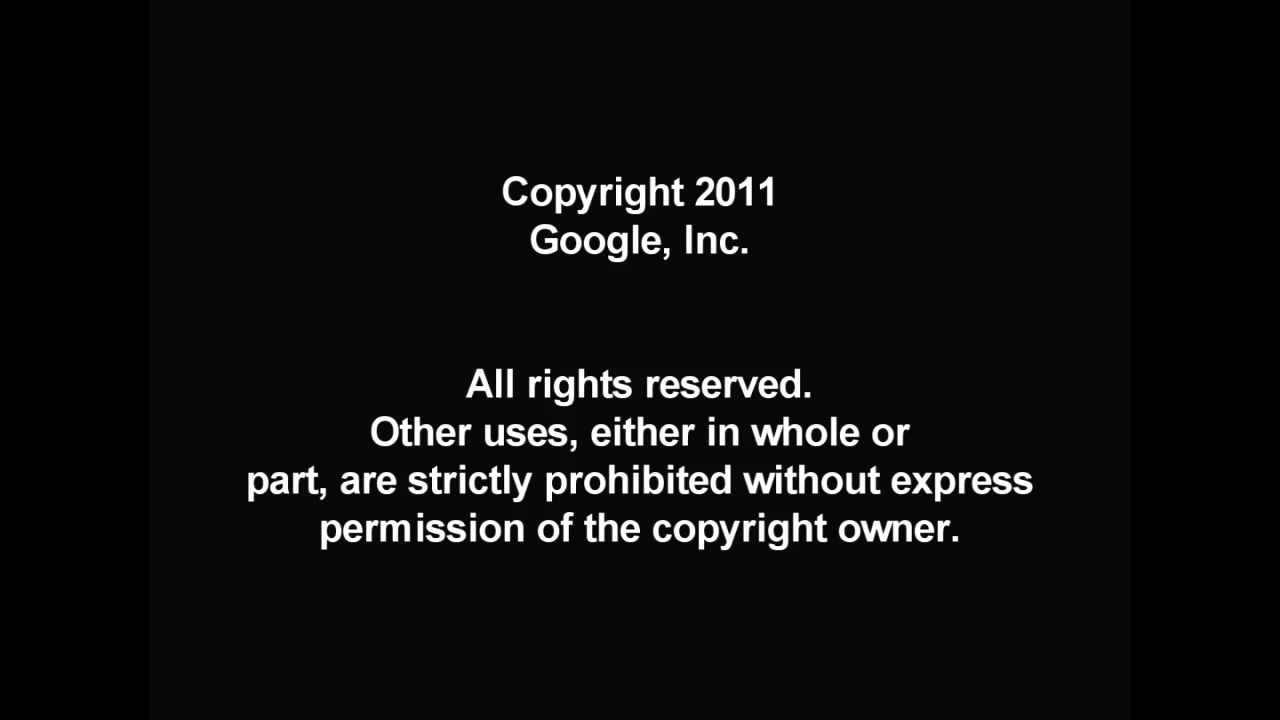 Copyright 2011
Google, Inc.
All rights reserved.
Other uses, either in whole or
part, are strictly prohibited without express
permission of the copyright owner.